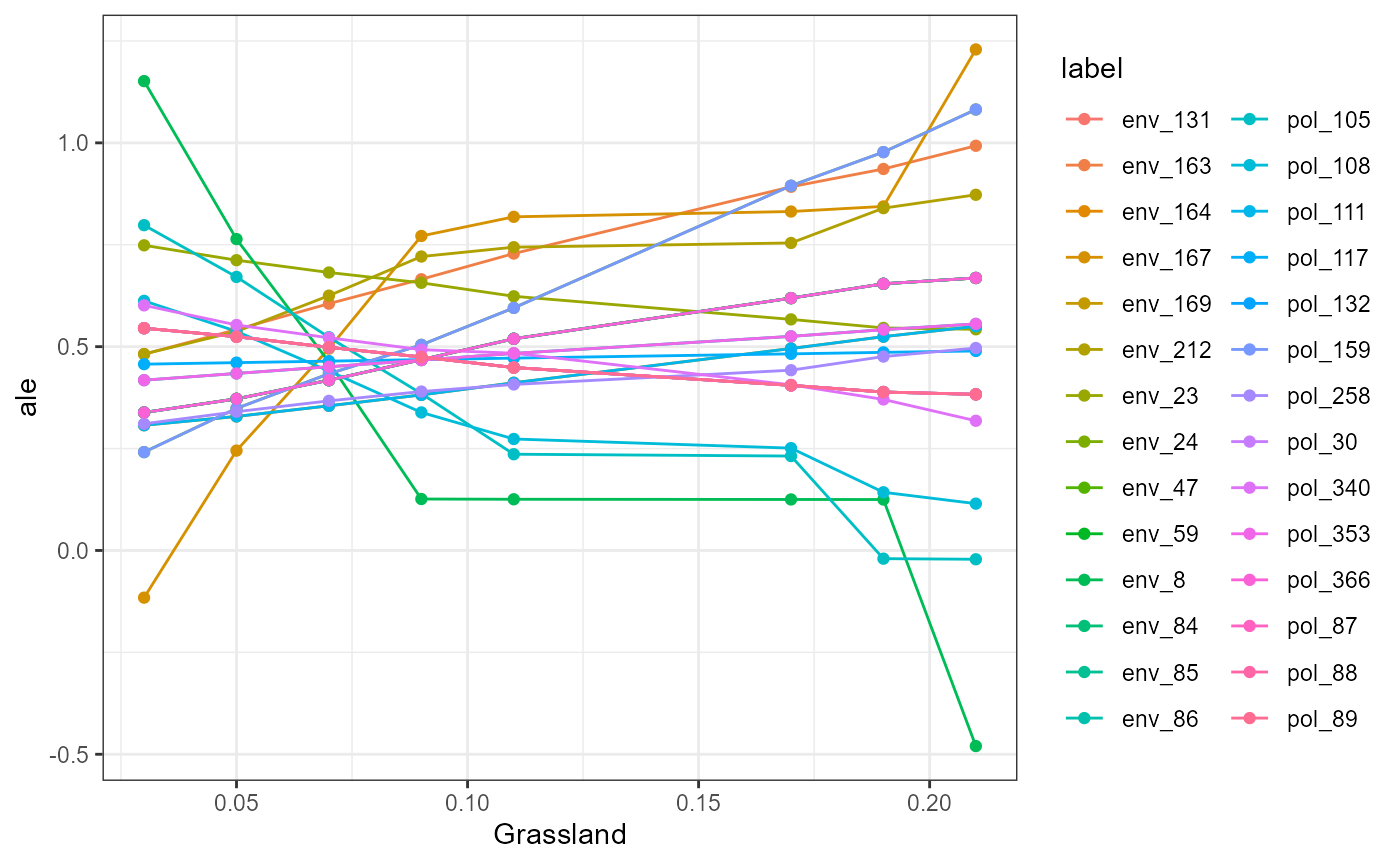 1.0
0.5
0.0
-0.5
ale
0.05 0.10 0.15 0.20
Grassland
label
env_131 pol_105
env_163 pol_108
env_164 pol_111
env_167 pol_117
env_169 pol_132
env_212 pol_159
env_23 pol_258
env_24 pol_30
env_47 pol_340
env_59 pol_353
env_8 pol_366
env_84 pol_87
env_85 pol_88
env_86 pol_89